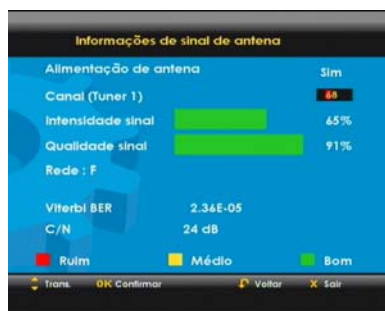 Informações de sinal de antena
Alimentação de antena Sim
Canal (Tuner 1) 68
Intensidade sinal 65%
Qualidade sinal 91%
Rede : F
Viterbi BER 2.36E-05
C/N 24 dB
Ruim Médio Bom
Trans. OK Confirmar Voltar X Sair